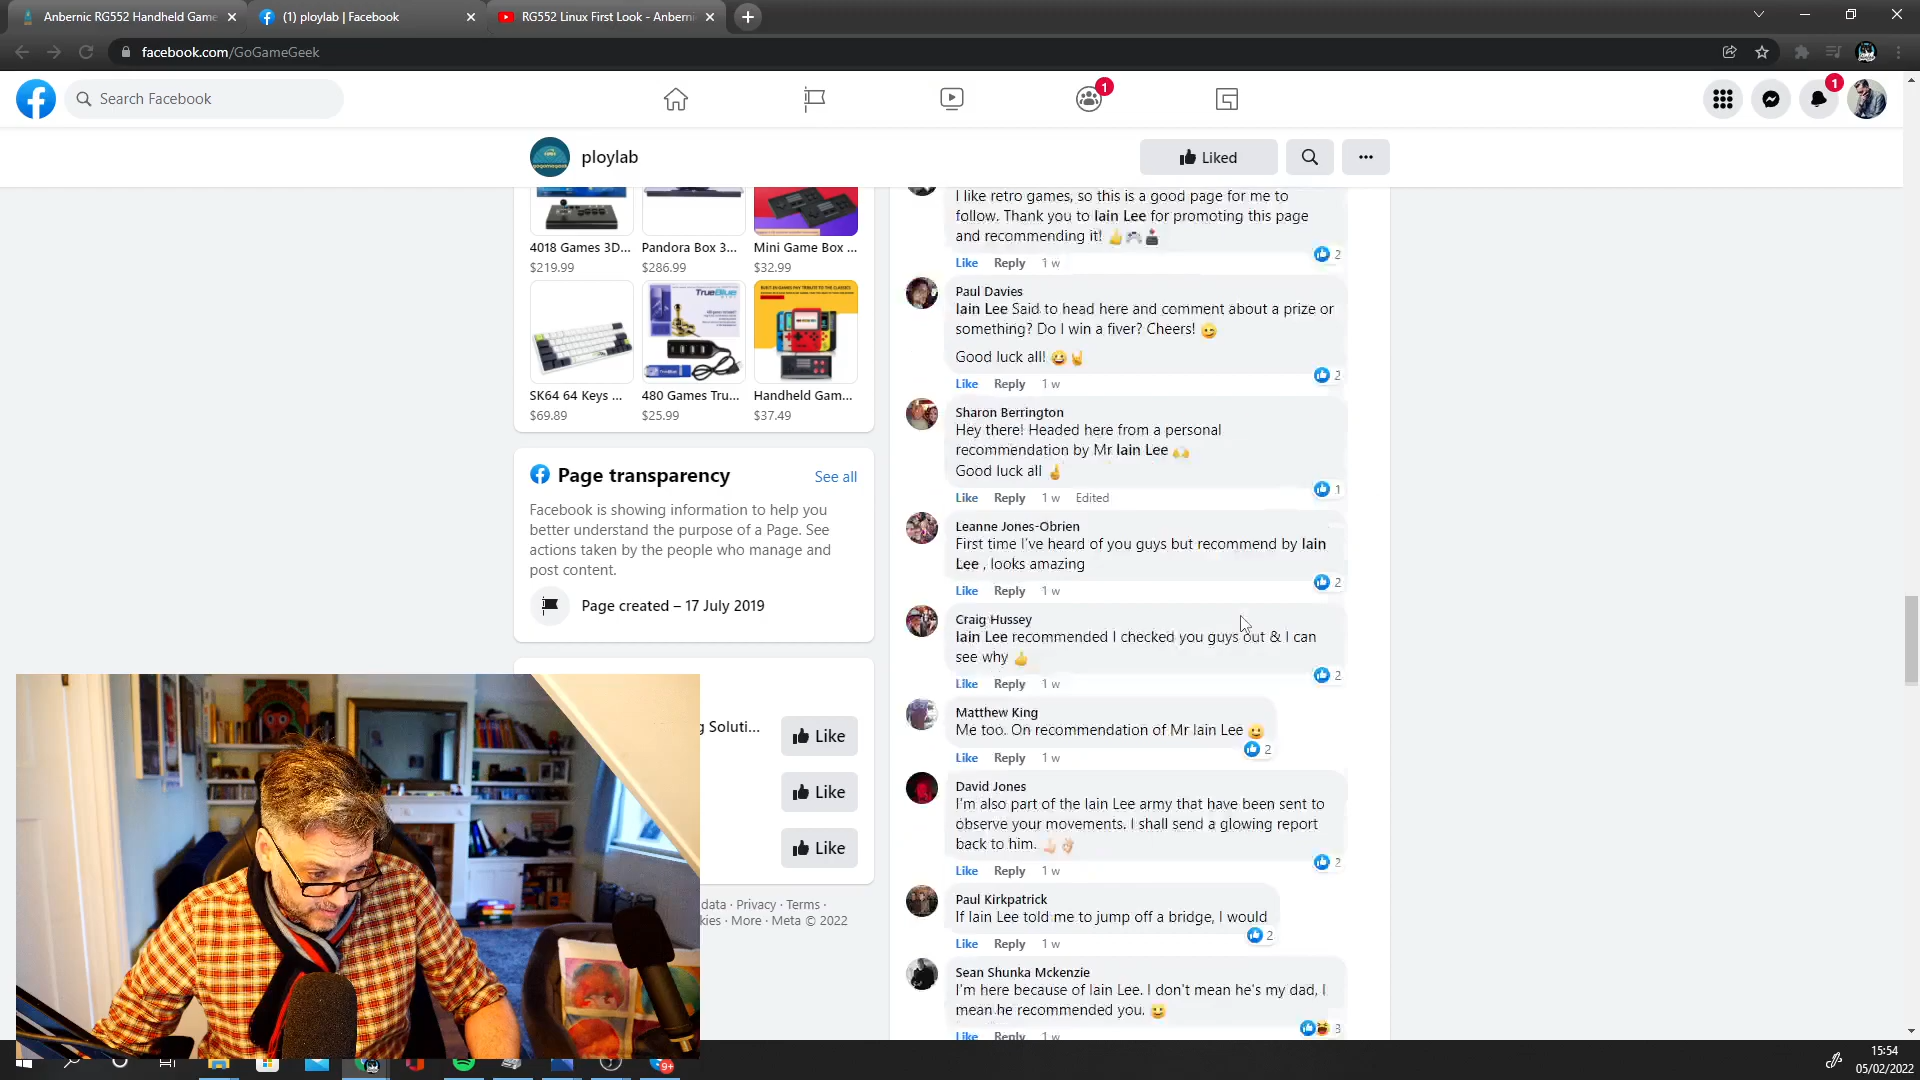 Anbernic RG552 Handheld Game
(1) ploylab | Facebook
RG552 Linux First Look - Anberni
facebook.com/GoGameGeek
Search Facebook
1
1
ploylab
Liked
4018 Games 3D...
Pandora Box 3...
Mini Game Box ...
$219.99
$286.99
$32.99
TrueBlue
SK64 64 Keys ...
480 Games Tru...
Handheld Gam...
$69.89
$25.99
$37.49
Page transparency
See all
Facebook is showing information to help you
better understand the purpose of a Page. See
actions taken by the people who manage and
post content.
Page created – 17 July 2019
g Soluti...
Like
Like
Like
data · Privacy · Terms ·
kies · More · Meta © 2022
I like retro games, so this is a good page for me to
follow. Thank you to Iain Lee for promoting this page
and recommending it! 👍🎮🕹️
2
Like Reply 1 w
Paul Davies
Iain Lee Said to head here and comment about a prize or
something? Do I win a fiver? Cheers! 😉
Good luck all! 😀🤘
2
Like Reply 1 w
Sharon Berrington
Hey there! Headed here from a personal
recommendation by Mr Iain Lee 🙌
Good luck all 🤞
1
Like Reply 1 w Edited
Leanne Jones-Obrien
First time I've heard of you guys but recommend by Iain
Lee , looks amazing
2
Like Reply 1 w
Craig Hussey
Iain Lee recommended I checked you guys out & I can
see why 👍
2
Like Reply 1 w
Matthew King
Me too. On recommendation of Mr Iain Lee 😀
2
Like Reply 1 w
David Jones
I'm also part of the Iain Lee army that have been sent to
observe your movements. I shall send a glowing report
back to him. 👆🏻👌🏻
2
Like Reply 1 w
Paul Kirkpatrick
If Iain Lee told me to jump off a bridge, I would
2
Like Reply 1 w
Sean Shunka Mckenzie
I'm here because of Iain Lee. I don't mean he's my dad, I
mean he recommended you. 😀
3
Like Reply 1 w
9+
15:54
05/02/2022